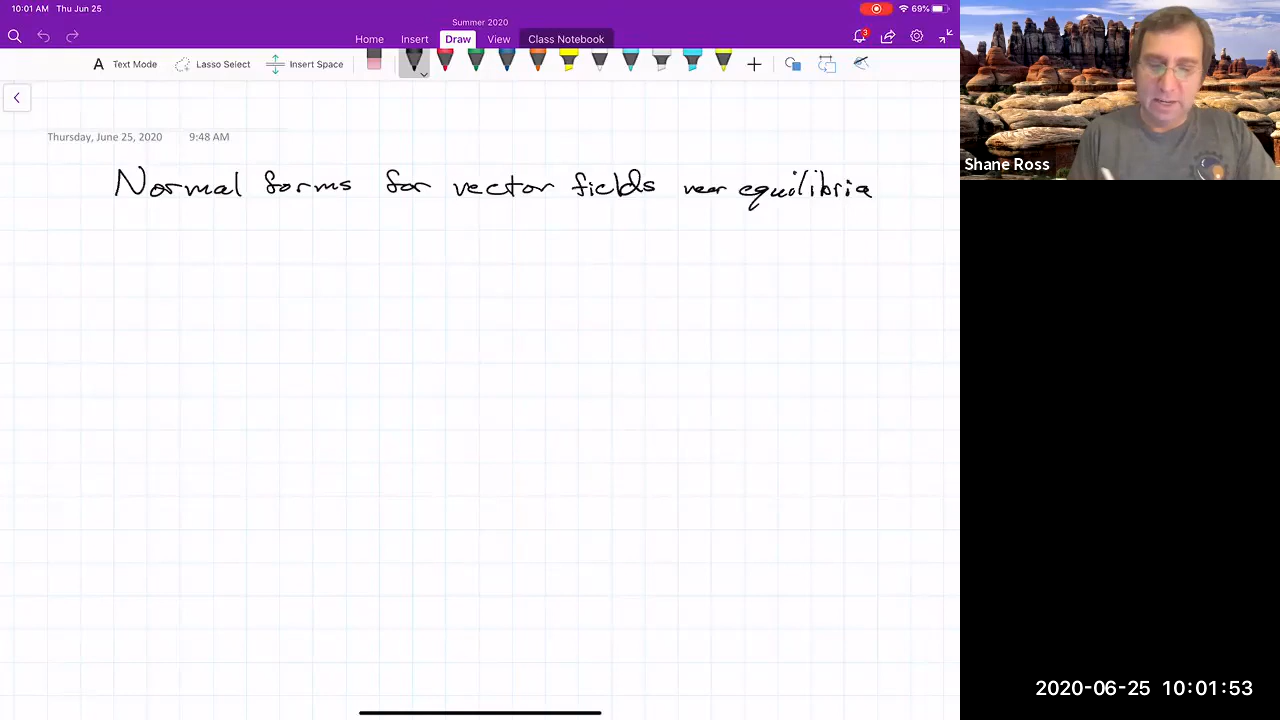 10:01 AM Thu Jun 25
69%
Summer 2020
Home Insert Draw View Class Notebook
3
A Text Mode Lasso Select Insert Space
Thursday, June 25, 2020 9:48 AM
Normal forms for vector fields near equilibria
Shane Ross
2020-06-25 10:01:53